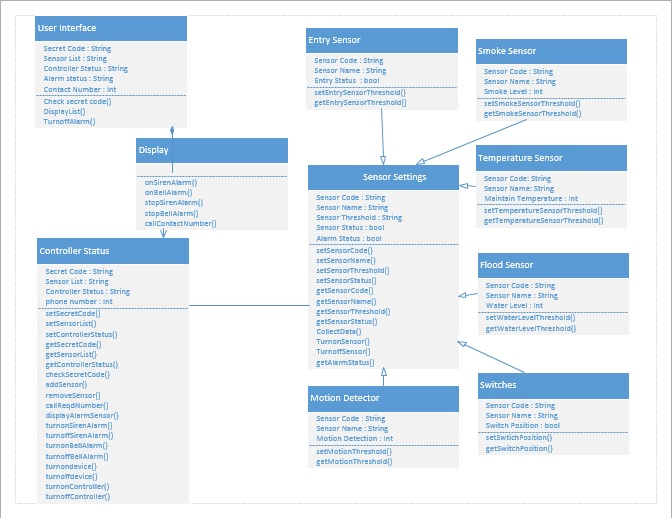 User Interface
Secret Code : String
Sensor List : String
Controller Status : String
Alarm status : String
Contact Number : int
Check secret code()
DisplayList()
TurnoffAlarm()
Display
onSirenAlarm()
onBellAlarm()
stopSirenAlarm()
stopBellAlarm()
callContactNumber()
Controller Status
Secret Code : String
Sensor List : String
Controller Status : String
phone number : int
setSecretCode()
setSensorList()
setControllerStatus()
getSecretCode()
getSensorList()
getControllerStatus()
checkSecretCode()
addSensor()
removeSensor()
callReqdNumber()
displayAlarmSensor()
turnonSirenAlarm()
turnoffSirenAlarm()
turnonBellAlarm()
turnoffBellAlarm()
turnondevice()
turnoffdevice()
turnonController()
turnoffController()
Entry Sensor
Sensor Code : String
Sensor Name : String
Entry Status : bool
setEntrySensorThreshold()
getEntrySensorThreshold()
Sensor Settings
Sensor Code : String
Sensor Name : String
Sensor Threshold : String
Sensor Status : bool
Alarm Status : bool
setSensorCode()
setSensorName()
setSensorThreshold()
setSensorStatus()
getSensorCode()
getSensorName()
getSensorThreshold()
getSensorStatus()
CollectData()
TurnonSensor()
TurnoffSensor()
getAlarmStatus()
Motion Detector
Sensor Code : String
Sensor Name : String
Motion Detection : int
setMotionThreshold()
getMotionThreshold()
Smoke Sensor
Sensor Code : String
Sensor Name : String
Smoke Level : int
setSmokeSensorThreshold()
getSmokeSensorThreshold()
Temperature Sensor
Sensor Code: String
Sensor Name: String
Maintain Temperature : int
setTemperatureSensorThreshold()
getTemperatureSensorThreshold()
Flood Sensor
Sensor Code : String
Sensor Name : String
Water Level : int
setWaterLevelThreshold()
getWaterLevelThreshold()
Switches
Sensor Code : String
Sensor Name : String
Switch Position : bool
setSwtichPosition()
getSwitchPosition()